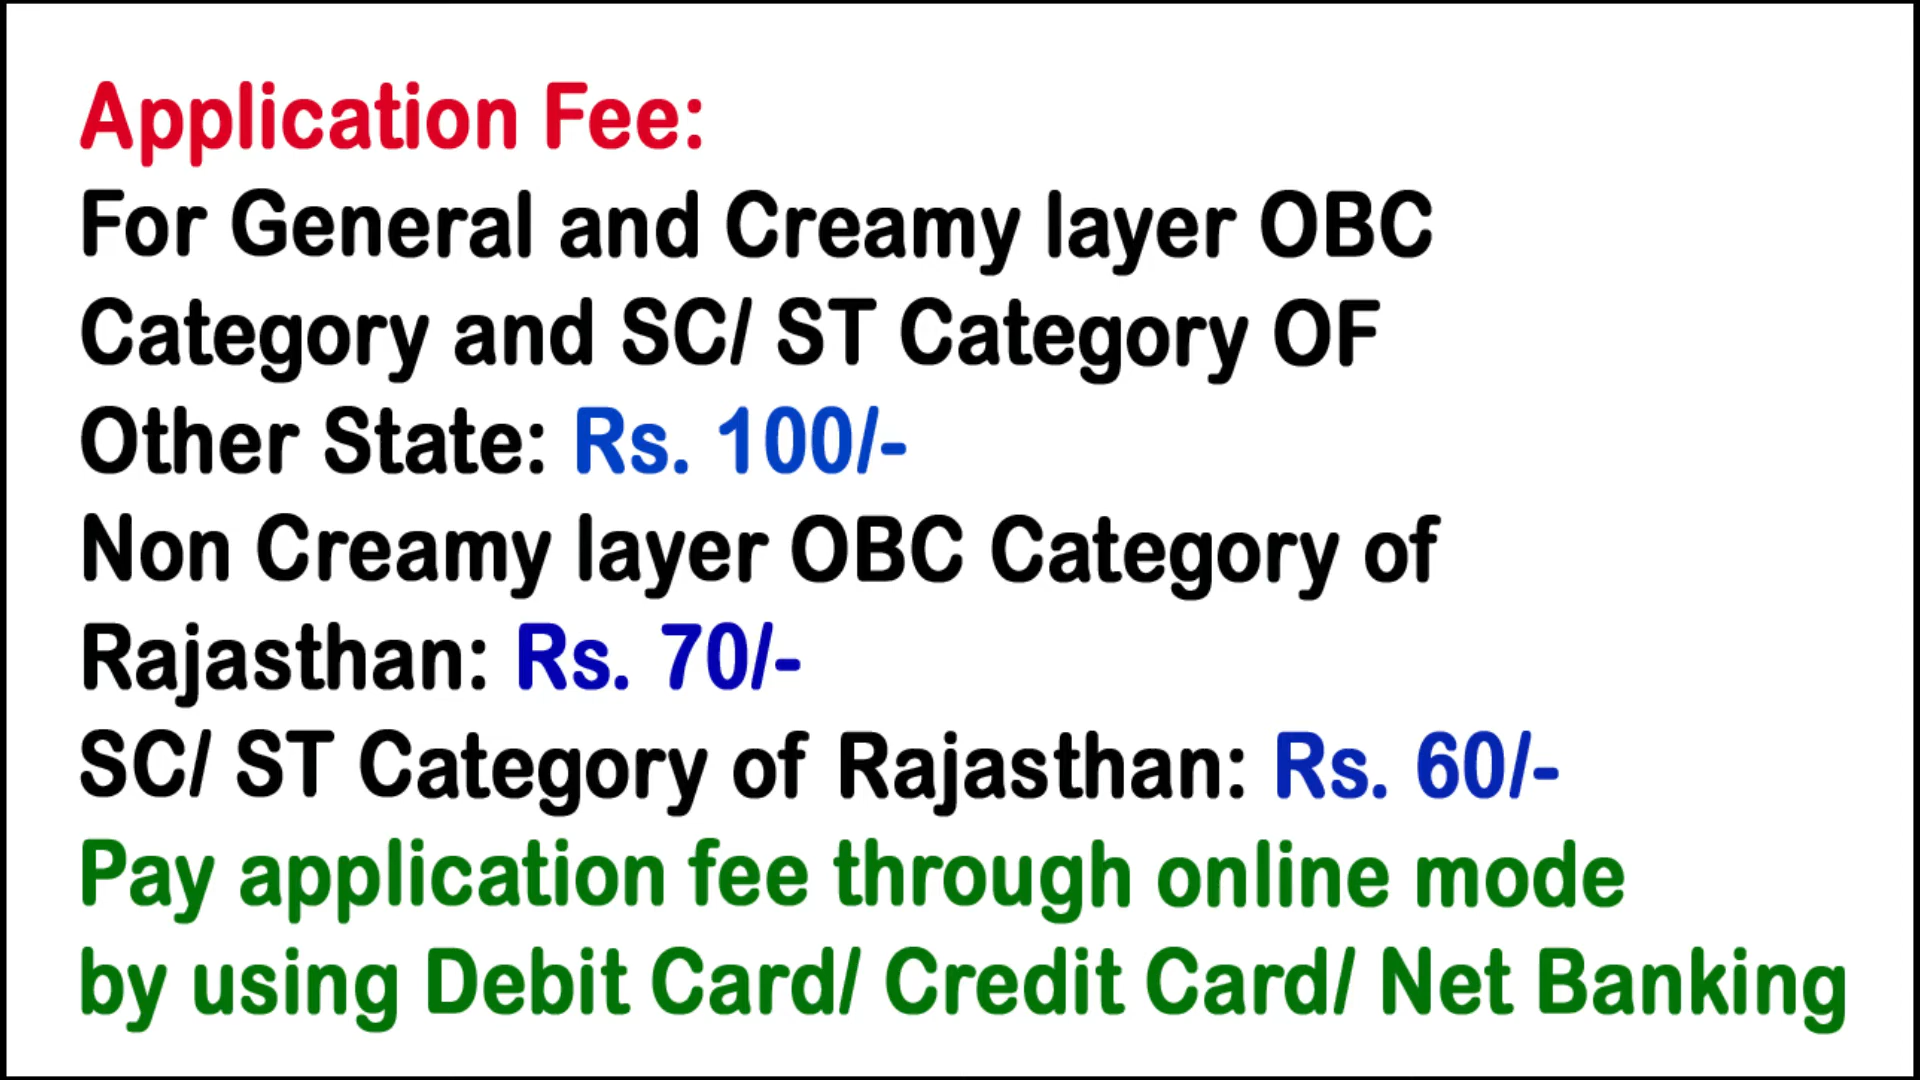 Application Fee:
For General and Creamy layer OBC
Category and SC/ ST Category OF
Other State: Rs. 100/-
Non Creamy layer OBC Category of
Rajasthan: Rs. 70/-
SC/ ST Category of Rajasthan: Rs. 60/-
Pay application fee through online mode
by using Debit Card/ Credit Card/ Net Banking